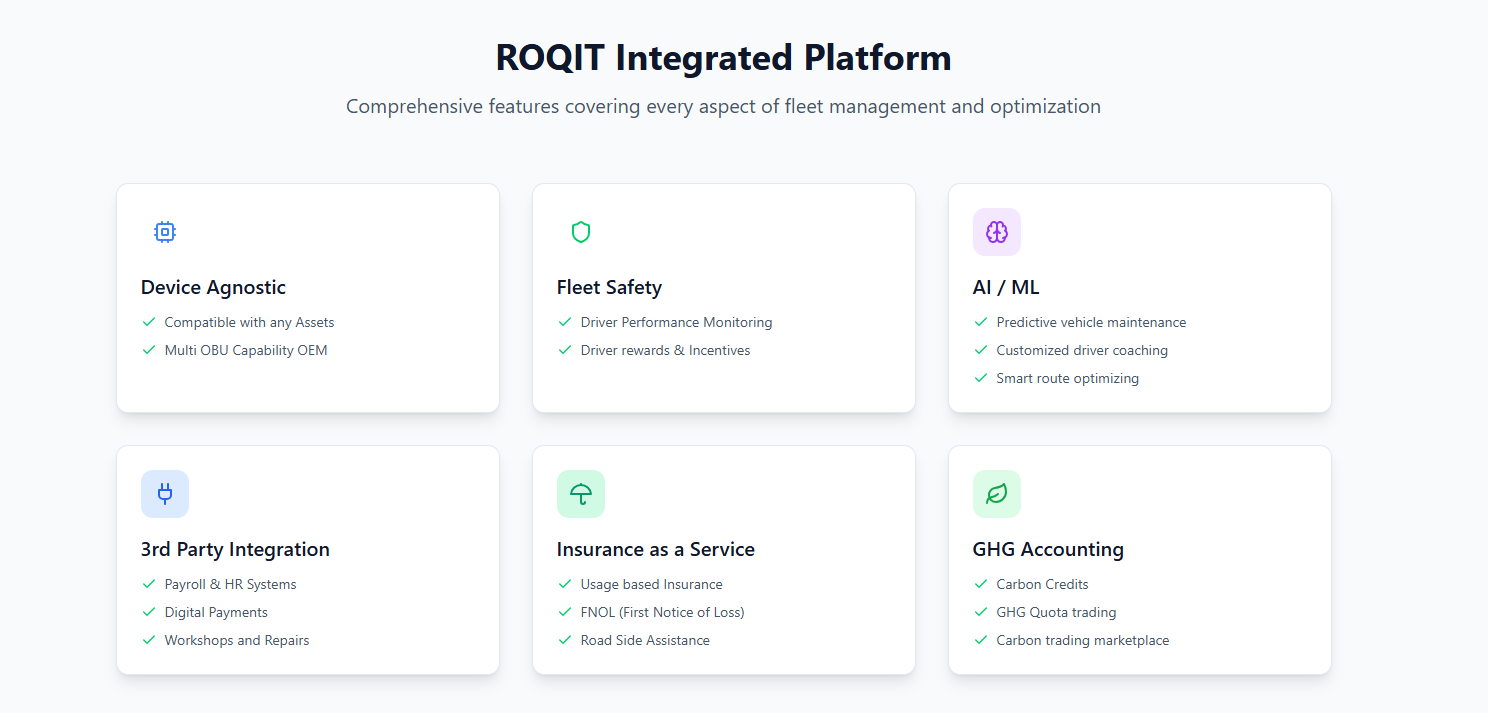 ROQIT Integrated Platform
Comprehensive features covering every aspect of fleet management and optimization
Device Agnostic
Compatible with any Assets
Multi OBU Capability OEM
Fleet Safety
Driver Performance Monitoring
Driver rewards & Incentives
AI / ML
Predictive vehicle maintenance
Customized driver coaching
Smart route optimizing
3rd Party Integration
Payroll & HR Systems
Digital Payments
Workshops and Repairs
Insurance as a Service
Usage based Insurance
FNOL (First Notice of Loss)
Road Side Assistance
GHG Accounting
Carbon Credits
GHG Quota trading
Carbon trading marketplace